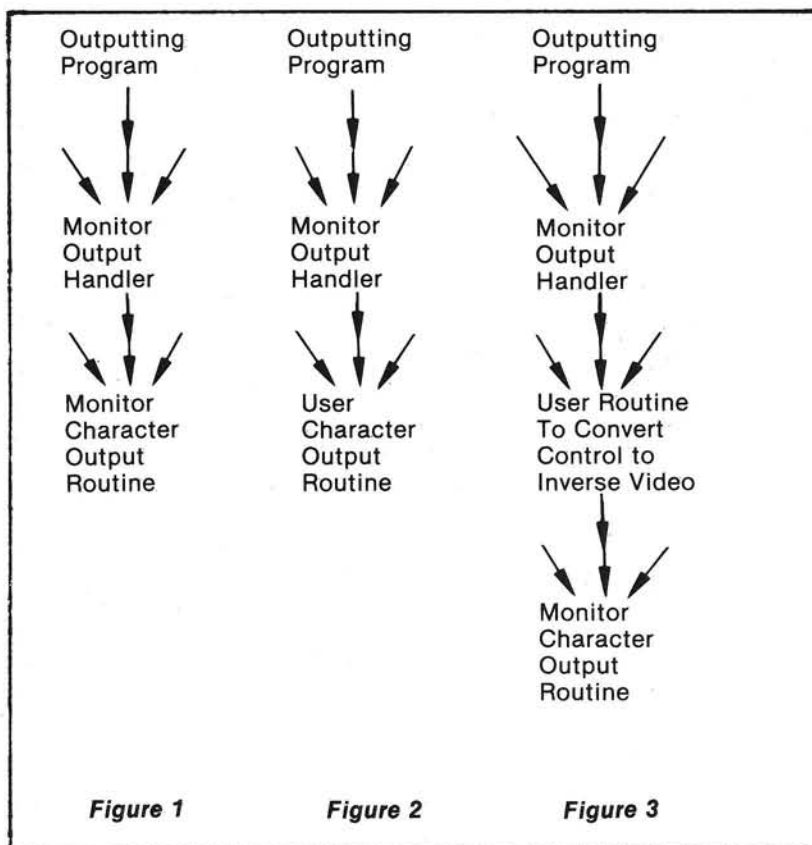 Outputting
Program
Monitor
Output
Handler
Monitor
Character
Output
Routine
Figure 1
Outputting
Program
Monitor
Output
Handler
User
Character
Output
Routine
Figure 2
Outputting
Program
Monitor
Output
Handler
User Routine
To Convert
Control to
Inverse Video
Monitor
Character
Output
Routine
Figure 3